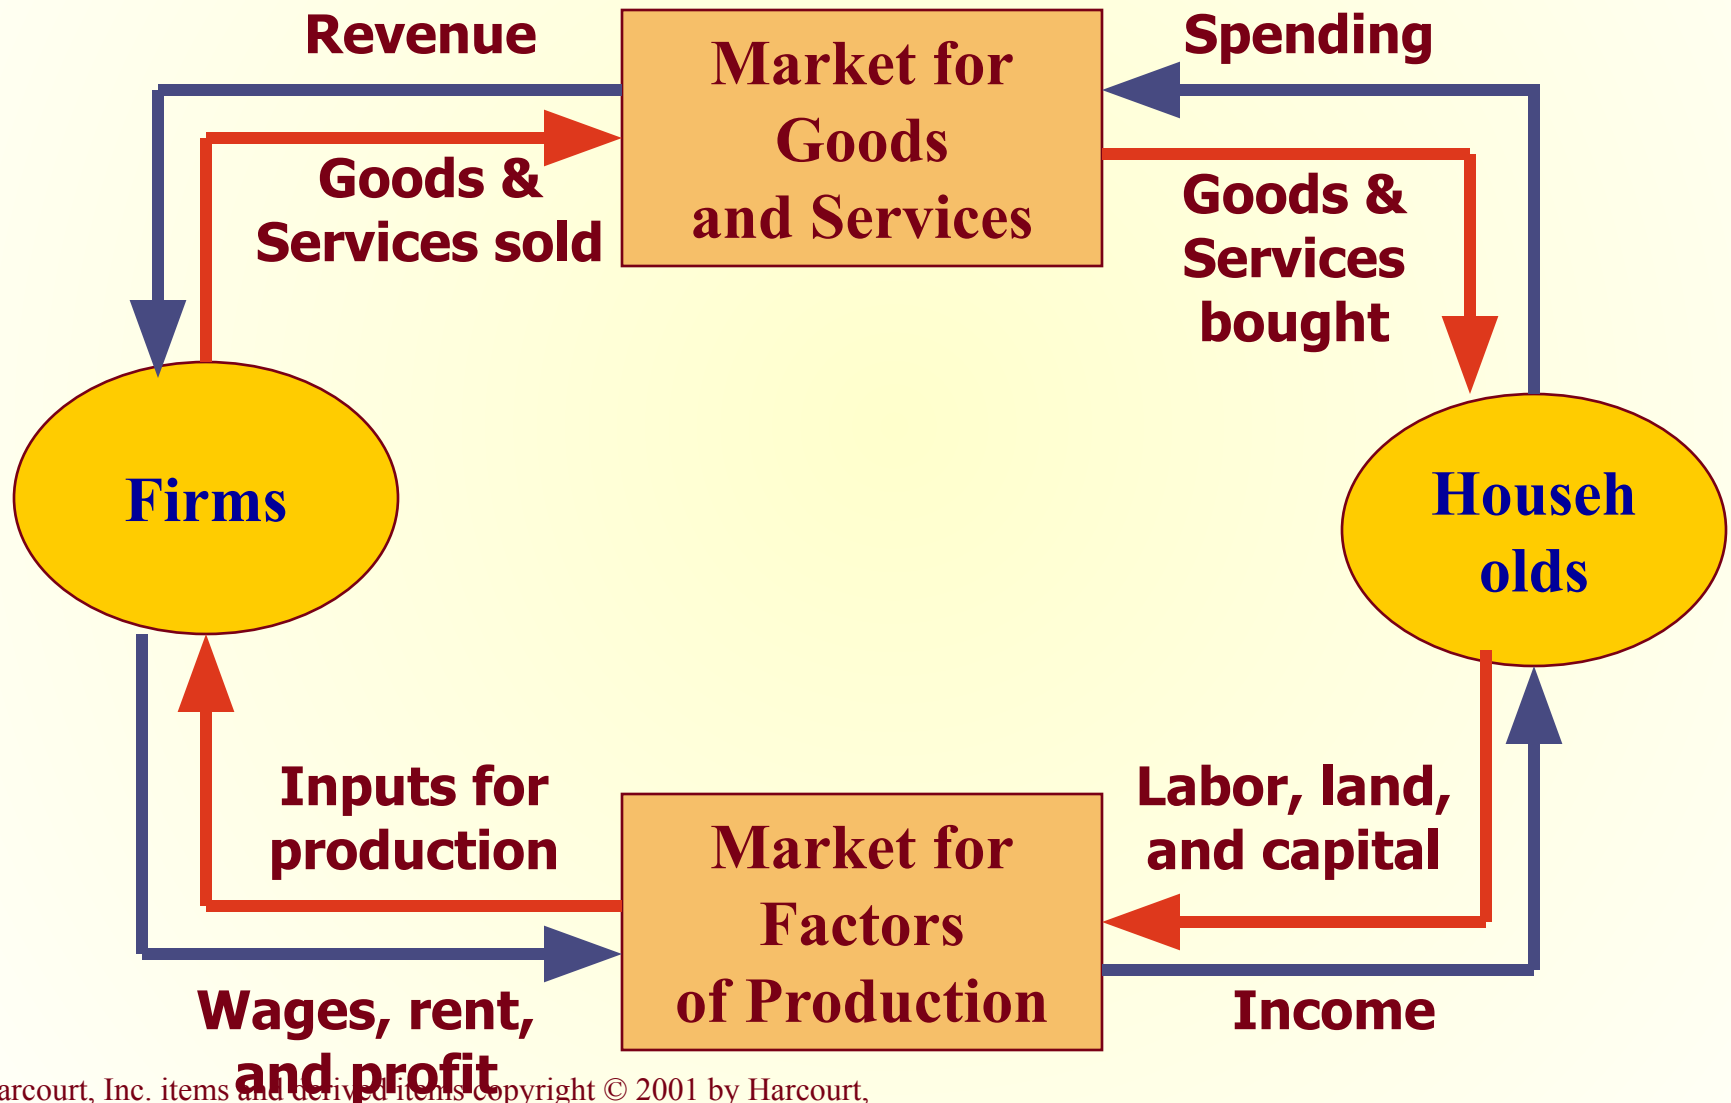 Revenue
Market for
Goods
and Services
Spending
Goods &
Services sold
Goods &
Services
bought
Firms
Househ
olds
Inputs for
production
Market for
Factors
of Production
Labor, land,
and capital
Wages, rent,
and profit
Income
arcourt, Inc. items and derived items copyright © 2001 by Harcourt,